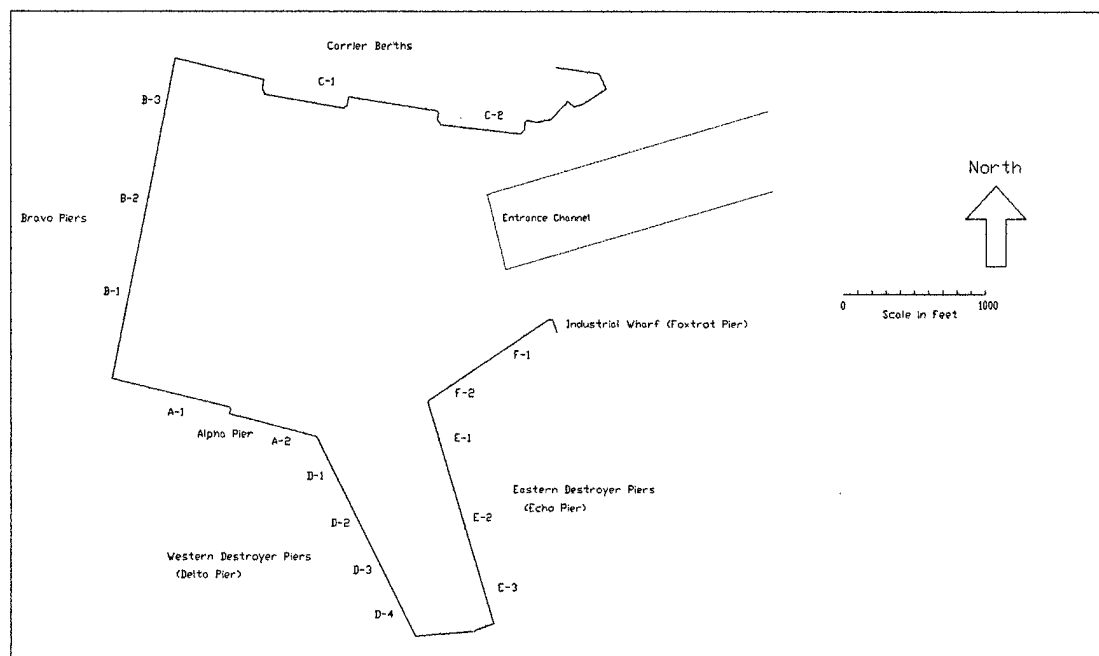 Carrier Berths
C-1
B-3
C-2
North
B-2
Bravo Piers
Entrance Channel
B-1
0
1000
Scale in Feet
Industrial Wharf (Foxtrot Pier)
F-1
F-2
A-1
Alpha Pier
A-2
E-1
D-1
Eastern Destroyer Piers
(Echo Pier)
E-2
D-2
Western Destroyer Piers
(Delta Pier)
D-3
E-3
D-4